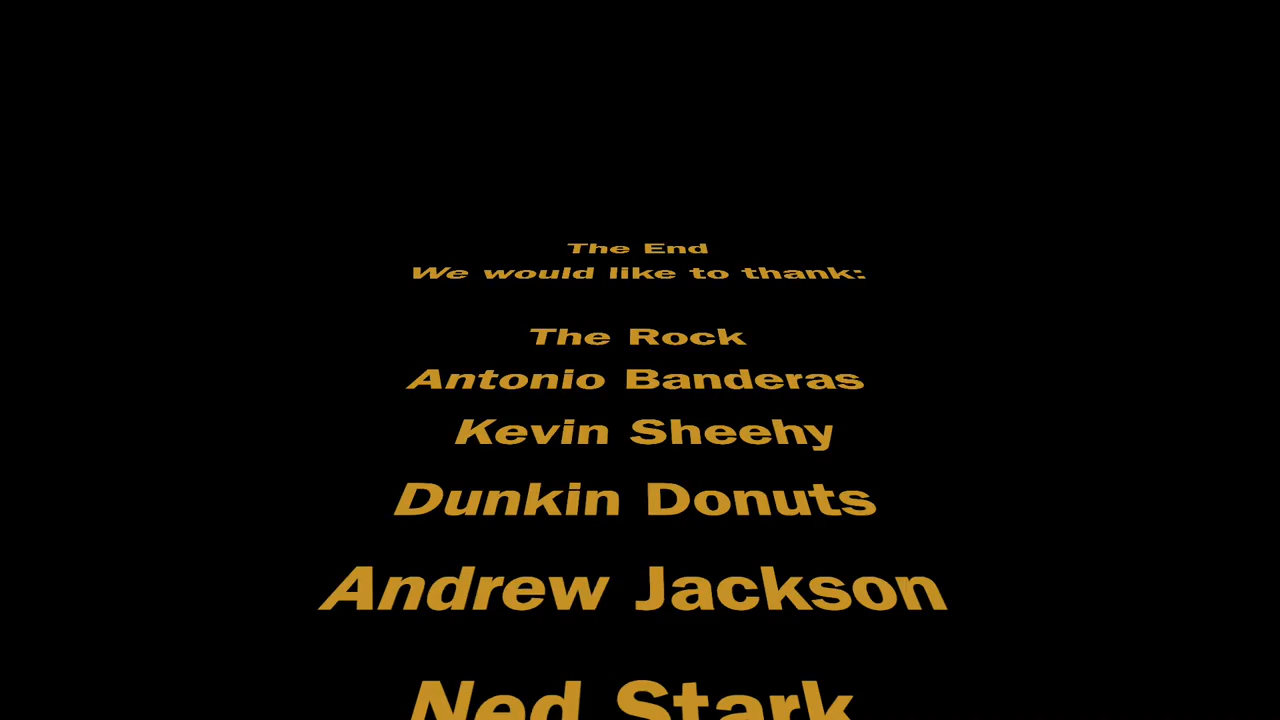 The End
We would like to thank:
The Rock
Antonio Banderas
Kevin Sheehy
Dunkin Donuts
Andrew Jackson
Ned Stark